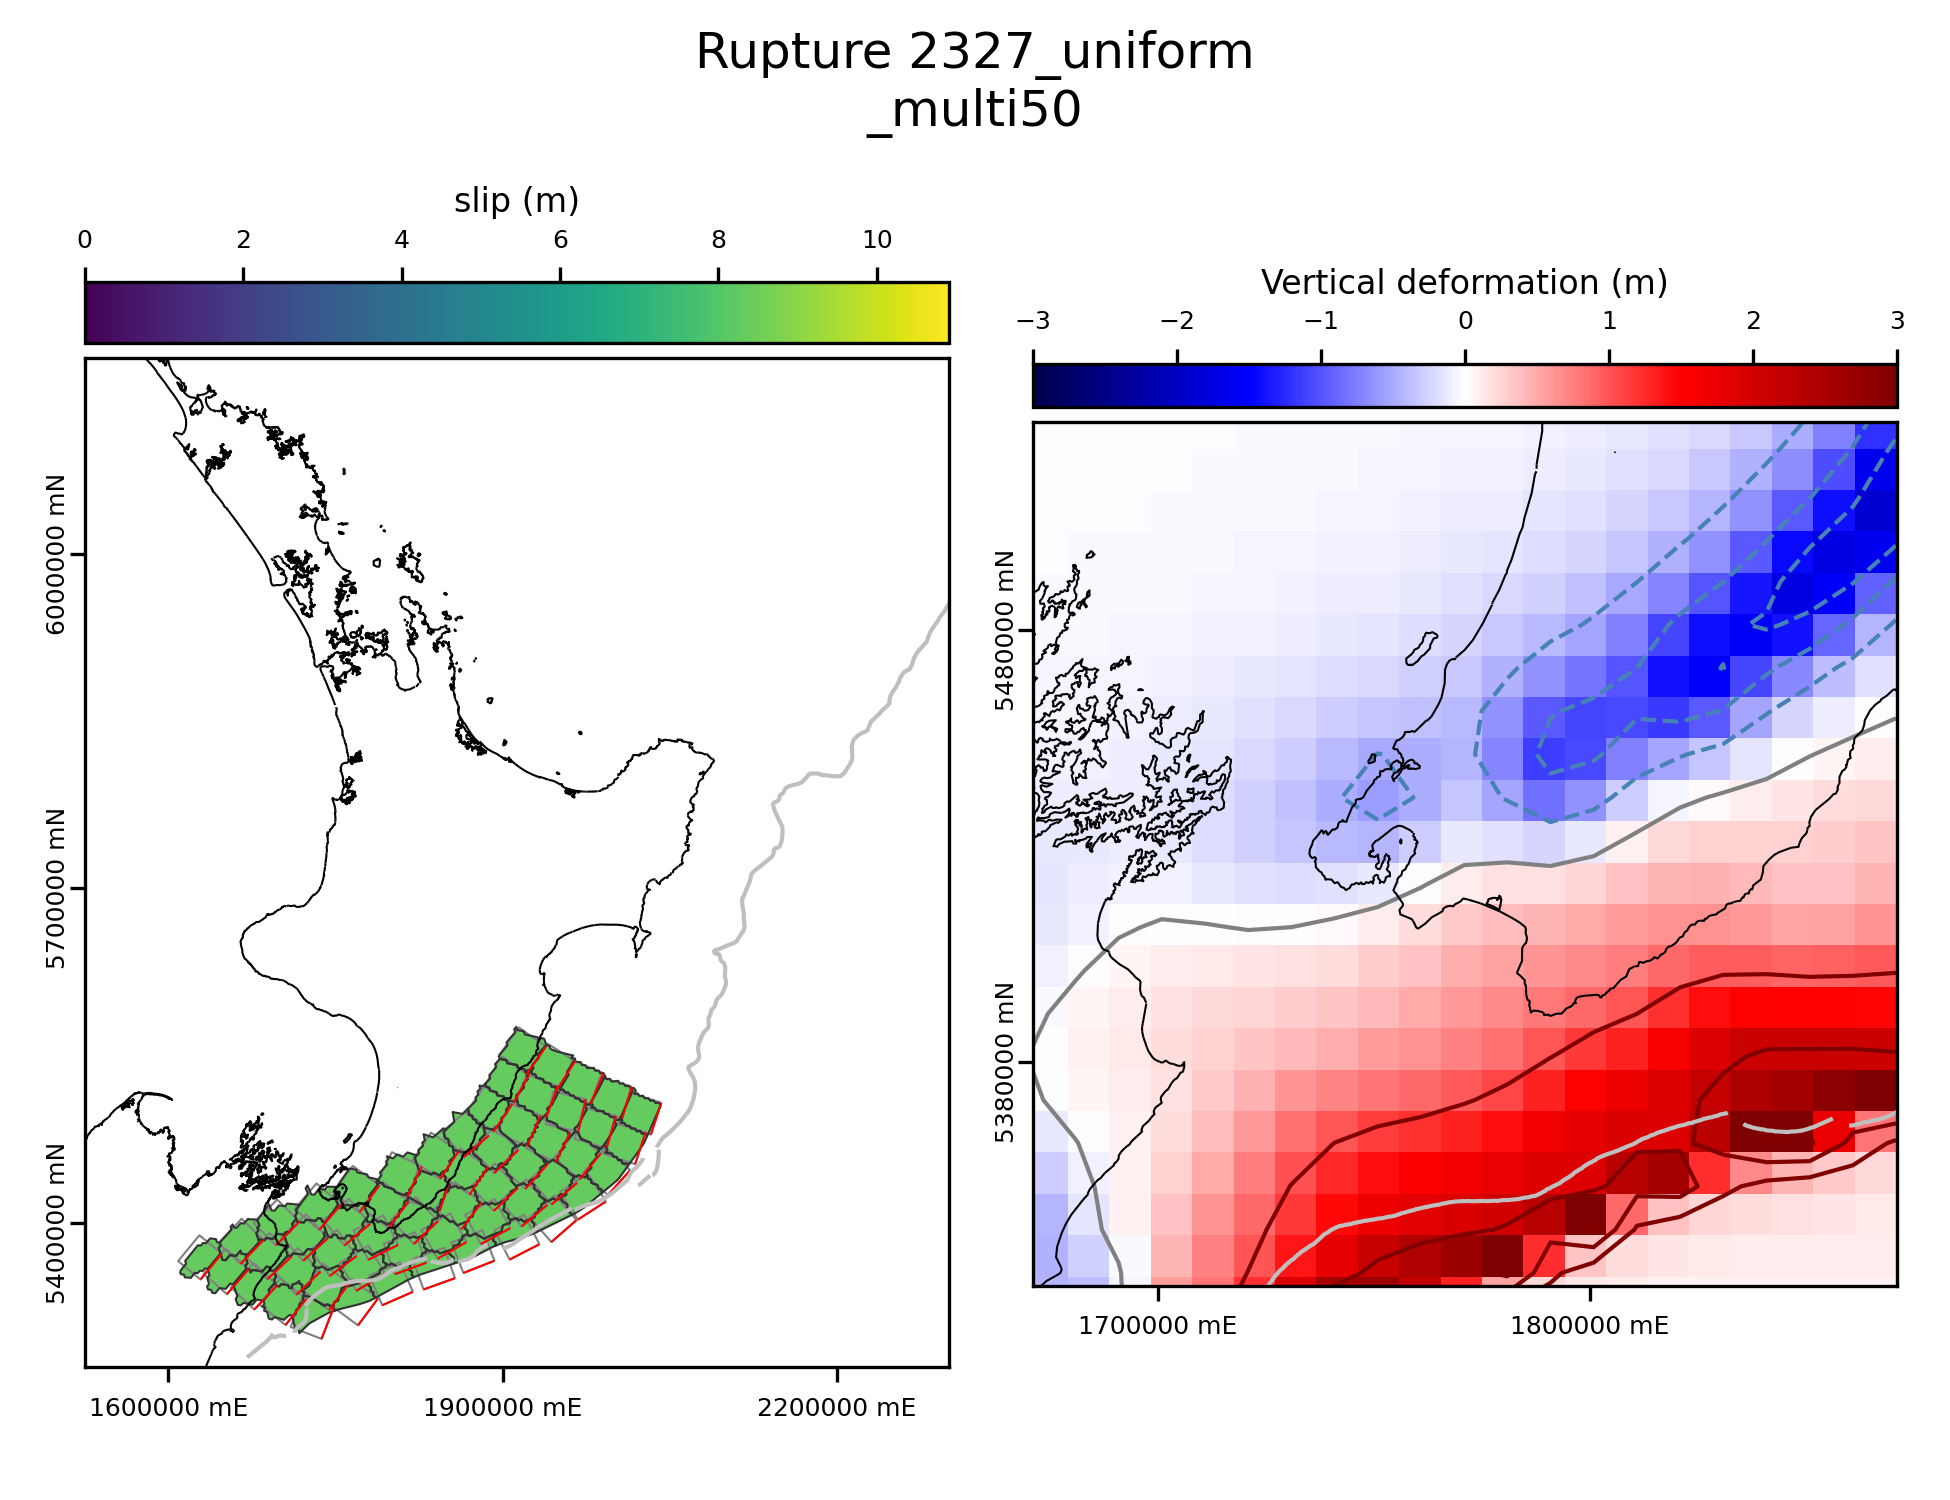 Rupture 2327_uniform
_multi50
slip (m)
0 2 4 6 8 10
6000000 mN
5700000 mN
5400000 mN
1600000 mE 1900000 mE 2200000 mE
Vertical deformation (m)
−3 −2 −1 0 1 2 3
5480000 mN
5380000 mN
1700000 mE 1800000 mE